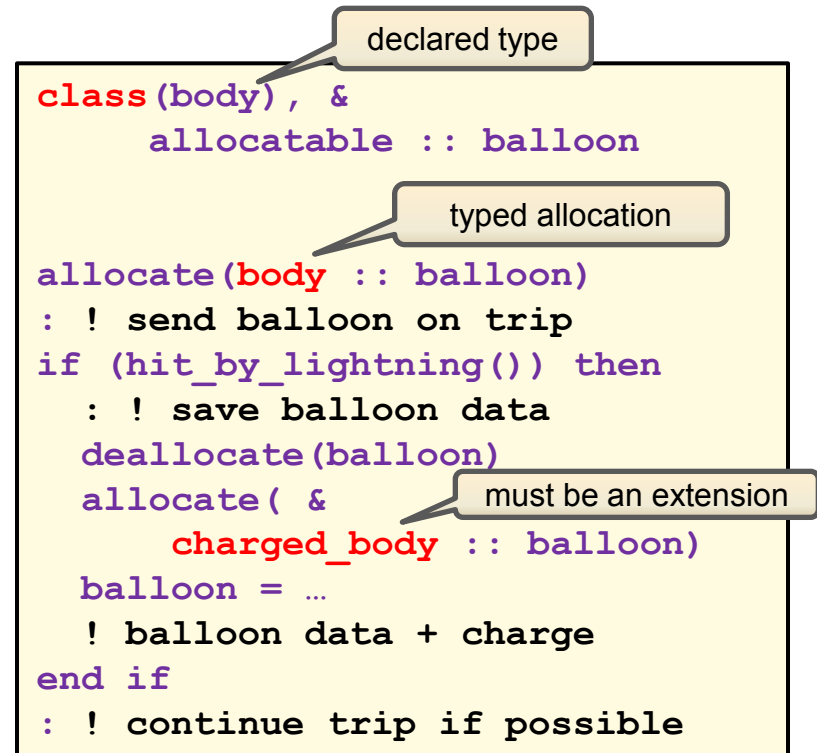 declared type
class(body), &
allocatable :: balloon
typed allocation
allocate(body :: balloon)
: ! send balloon on trip
if (hit_by_lightning()) then
: ! save balloon data
deallocate(balloon)
allocate( &
must be an extension
charged_body :: balloon)
balloon = …
! balloon data + charge
end if
: ! continue trip if possible